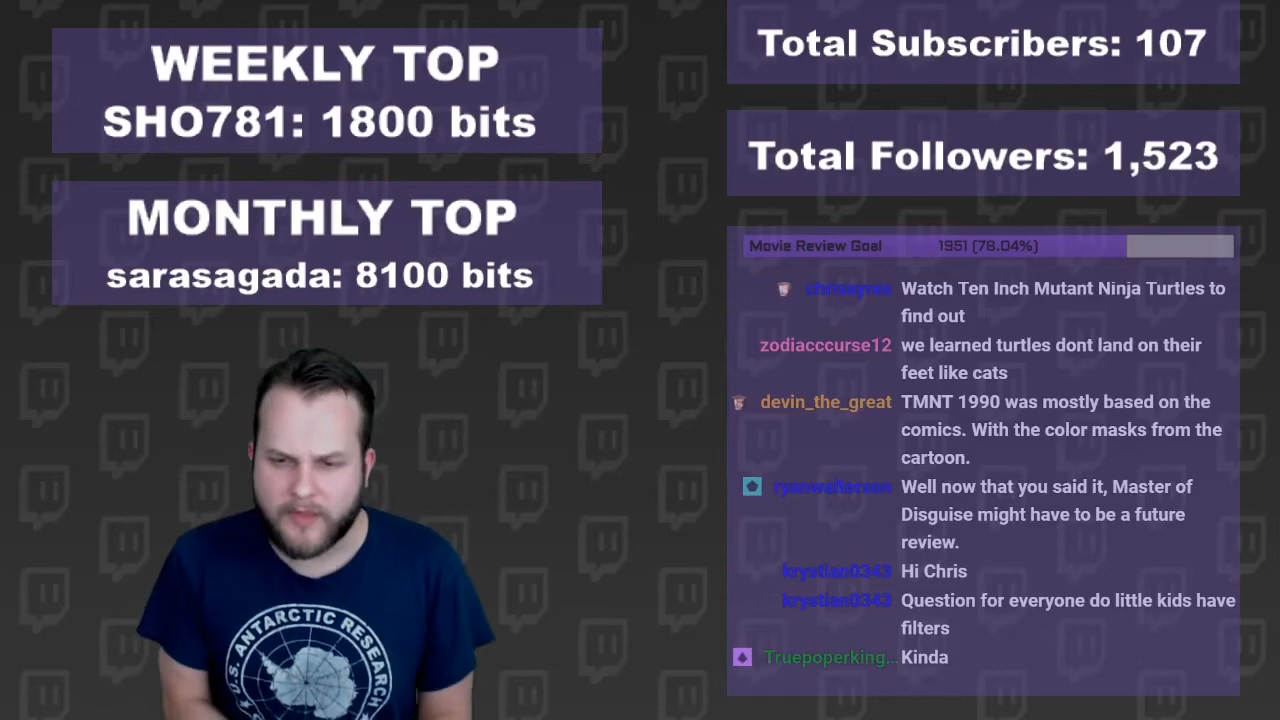 WEEKLY TOP
SHO781: 1800 bits
MONTHLY TOP
sarasagada: 8100 bits
Total Subscribers: 107
Total Followers: 1,523
Movie Review Goal 1951 (78.04%)
Watch Ten Inch Mutant Ninja Turtles to
find out
zodiacccurse12 we learned turtles dont land on their
feet like cats
devin_the_great TMNT 1990 was mostly based on the
comics. With the color masks from the
cartoon.
Well now that you said it, Master of
Disguise might have to be a future
review.
krystian0343 Hi Chris
krystian0343 Question for everyone do little kids have
filters
Truepoperking... Kinda
U.S. ANTARCTIC RESEARCH